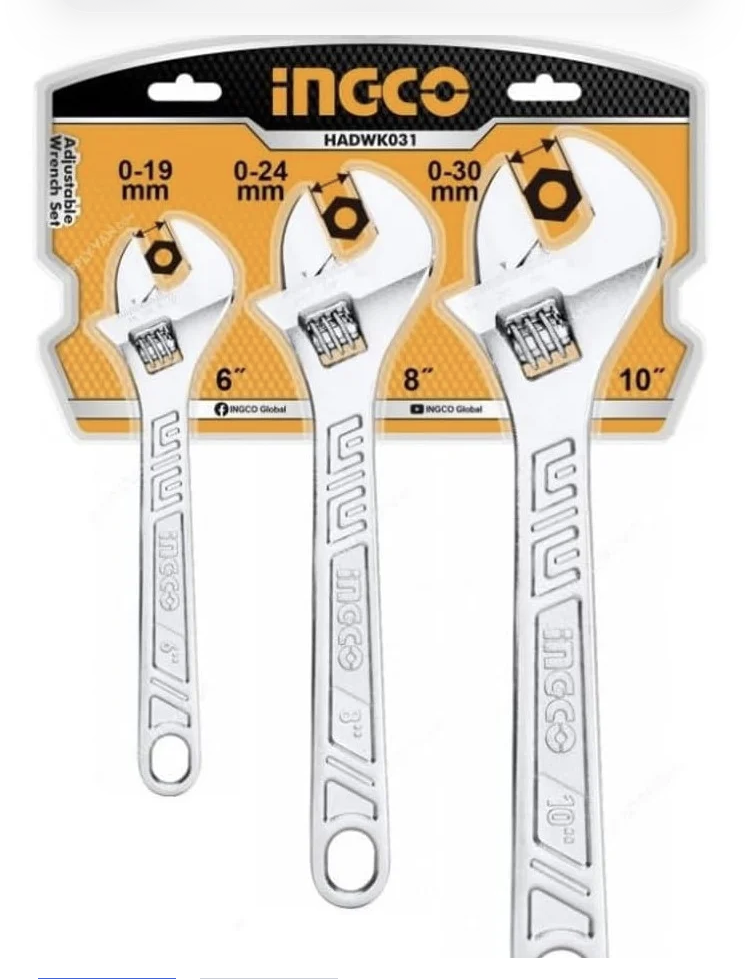 INGCO
HADWK031
Adjustable
Wrench Set
0-19
mm
0-24
mm
0-30
mm
6″
8″
10″
INGCO Global
INGCO Global
INGCO
6"
INGCO
8"
INGCO
10"